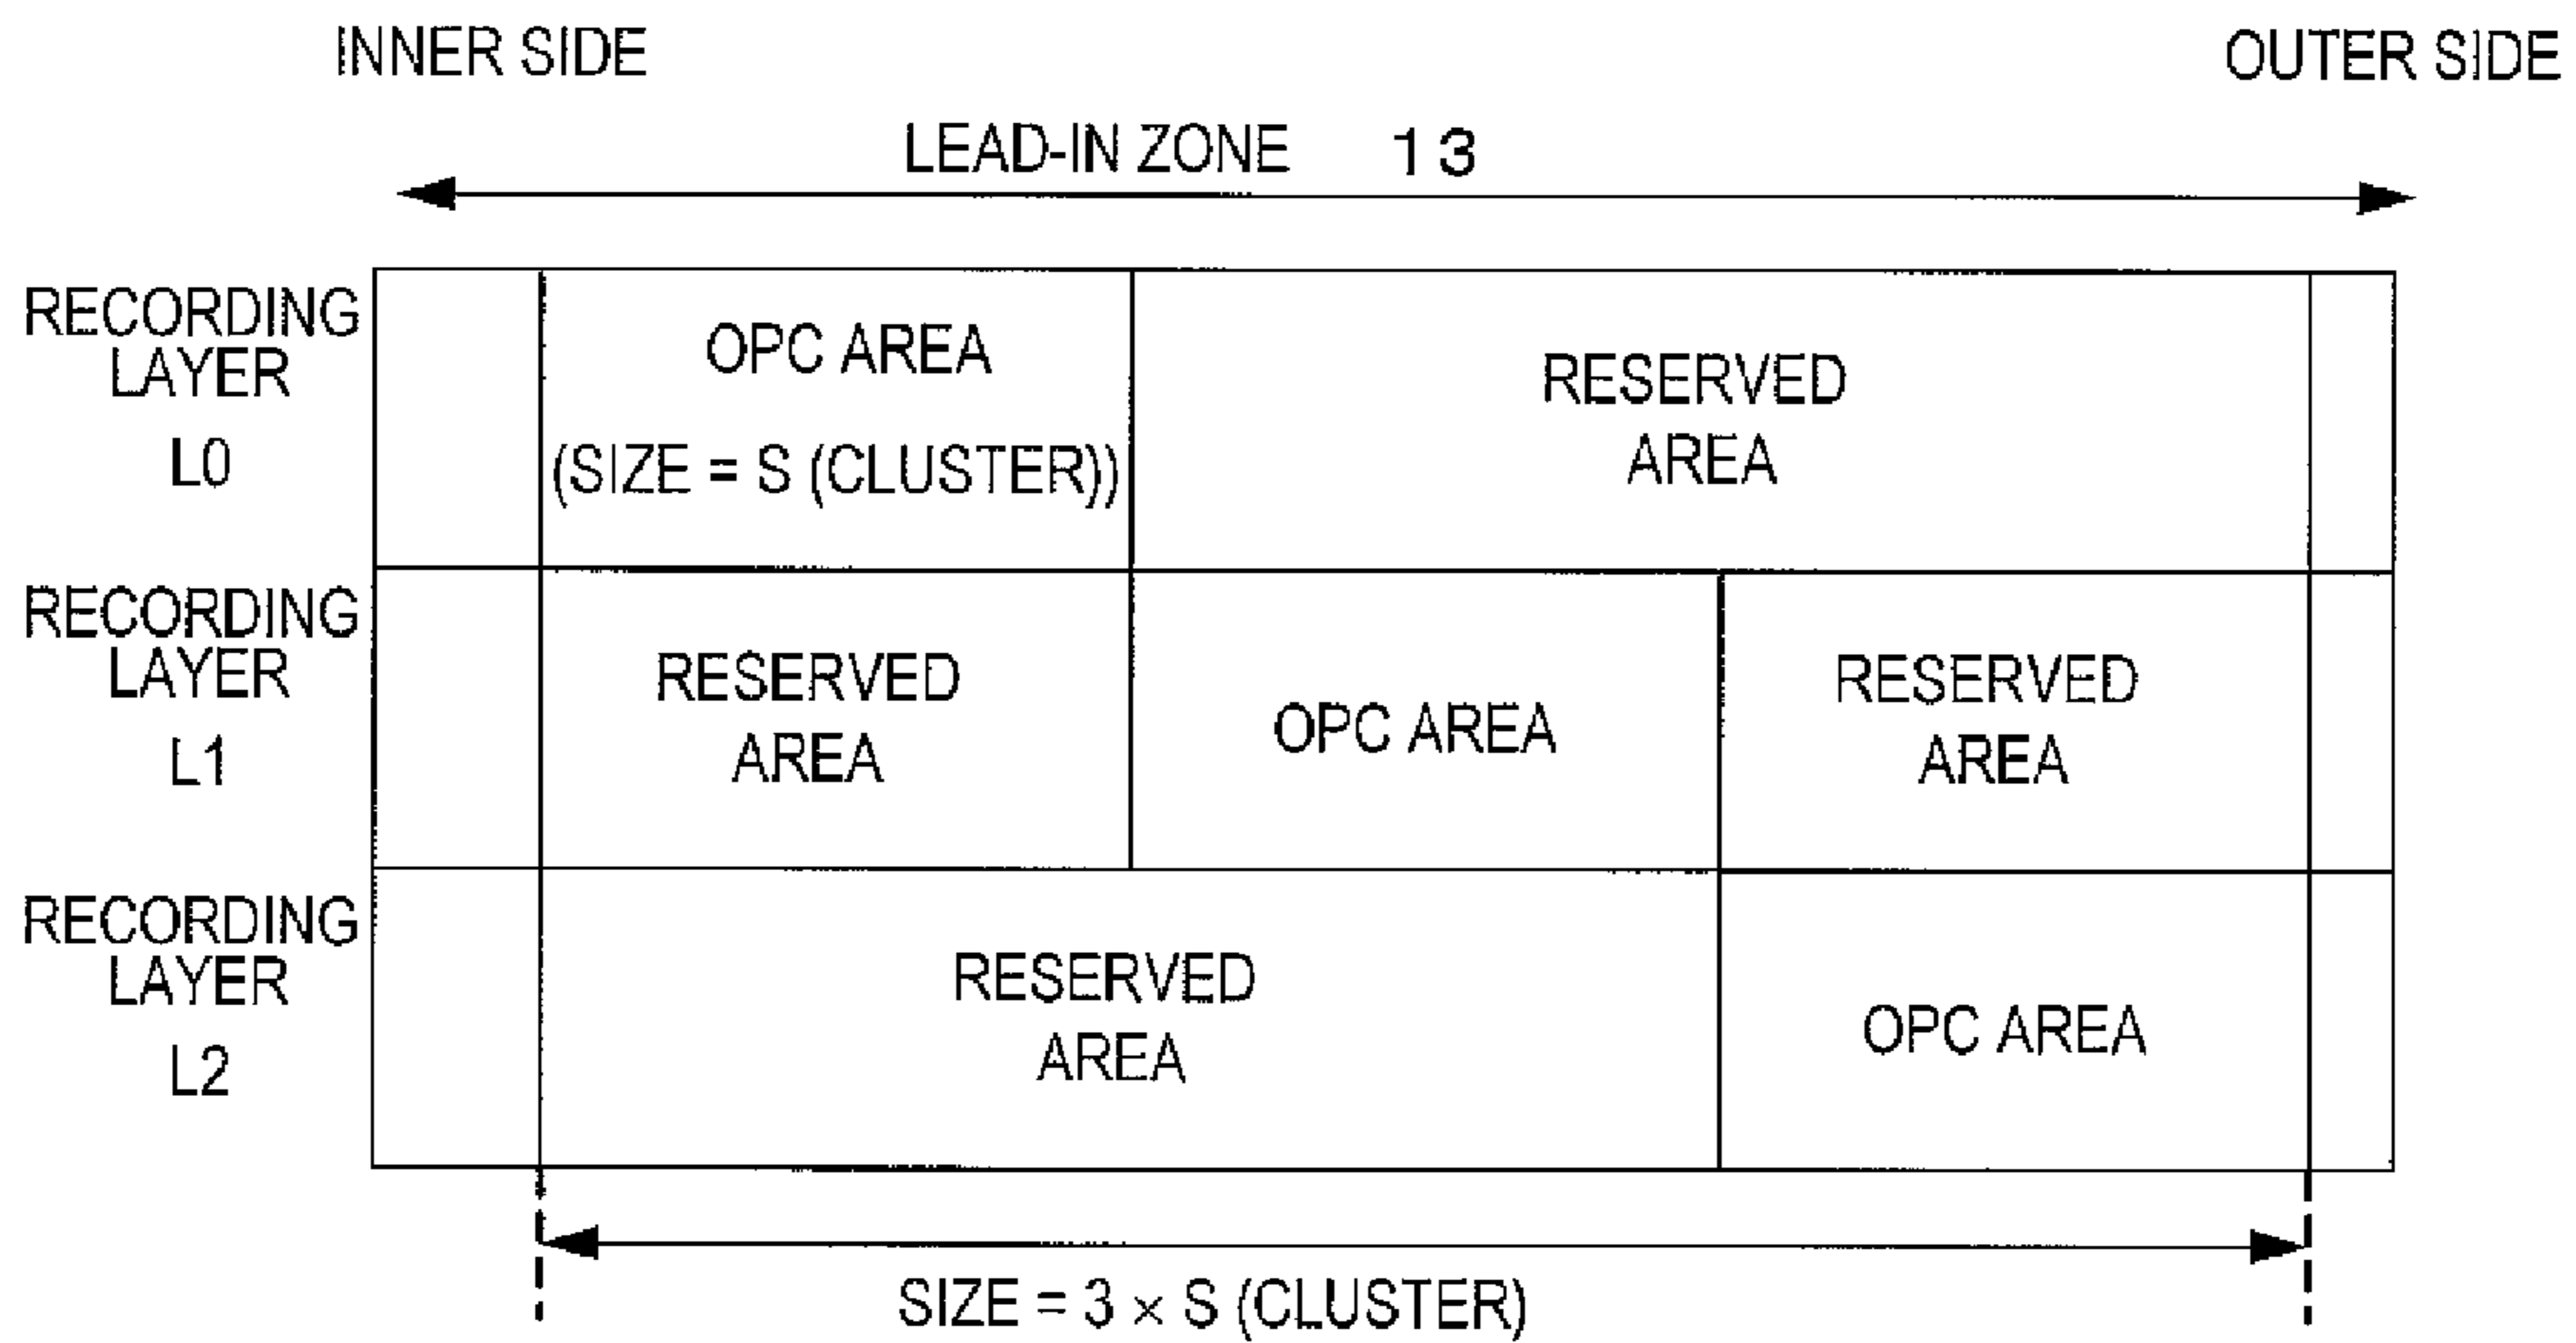 INNER SIDE
OUTER SIDE
LEAD-IN ZONE 13
RECORDING
LAYER
L0
OPC AREA
(SIZE = S (CLUSTER))
RESERVED
AREA
RECORDING
LAYER
L1
RESERVED
AREA
OPC AREA
RESERVED
AREA
RECORDING
LAYER
L2
RESERVED
AREA
OPC AREA
SIZE = 3 × S (CLUSTER)